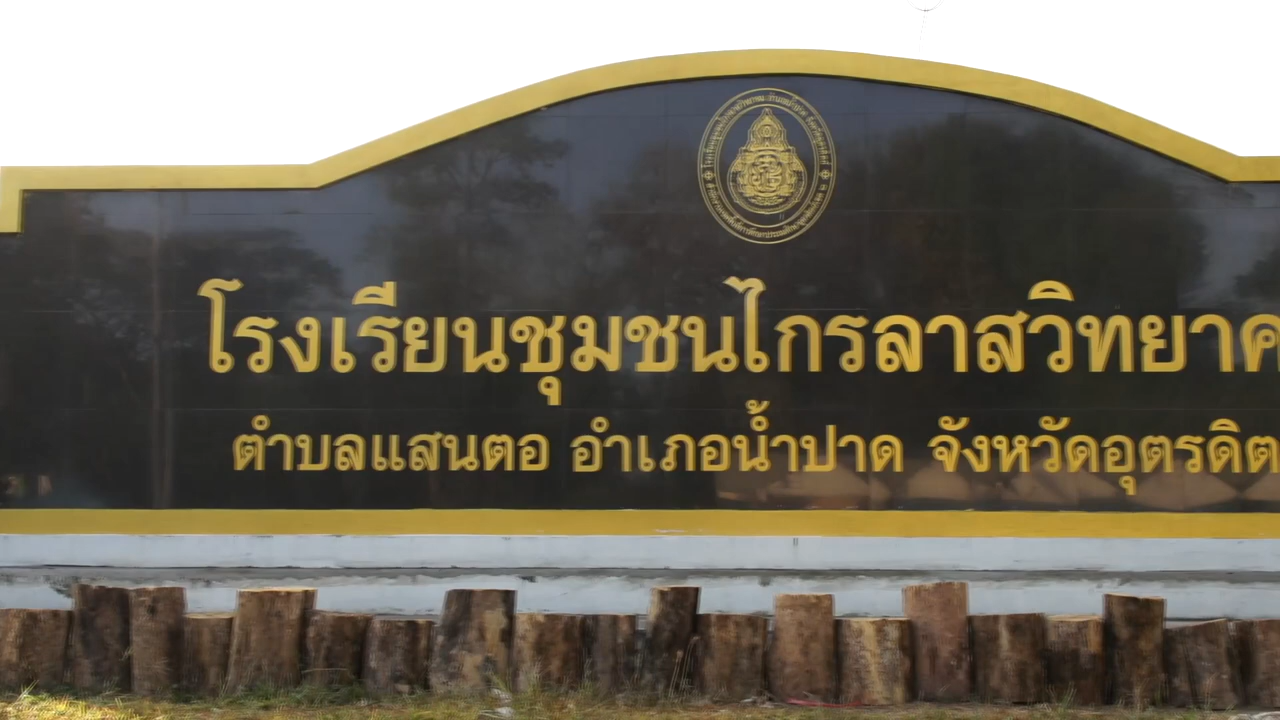 โรงเรียนชุมชนไกรลาสวิทยาค
ตำบลแสนตอ อำเภอน้ำปาด จังหวัดอุตรดิต